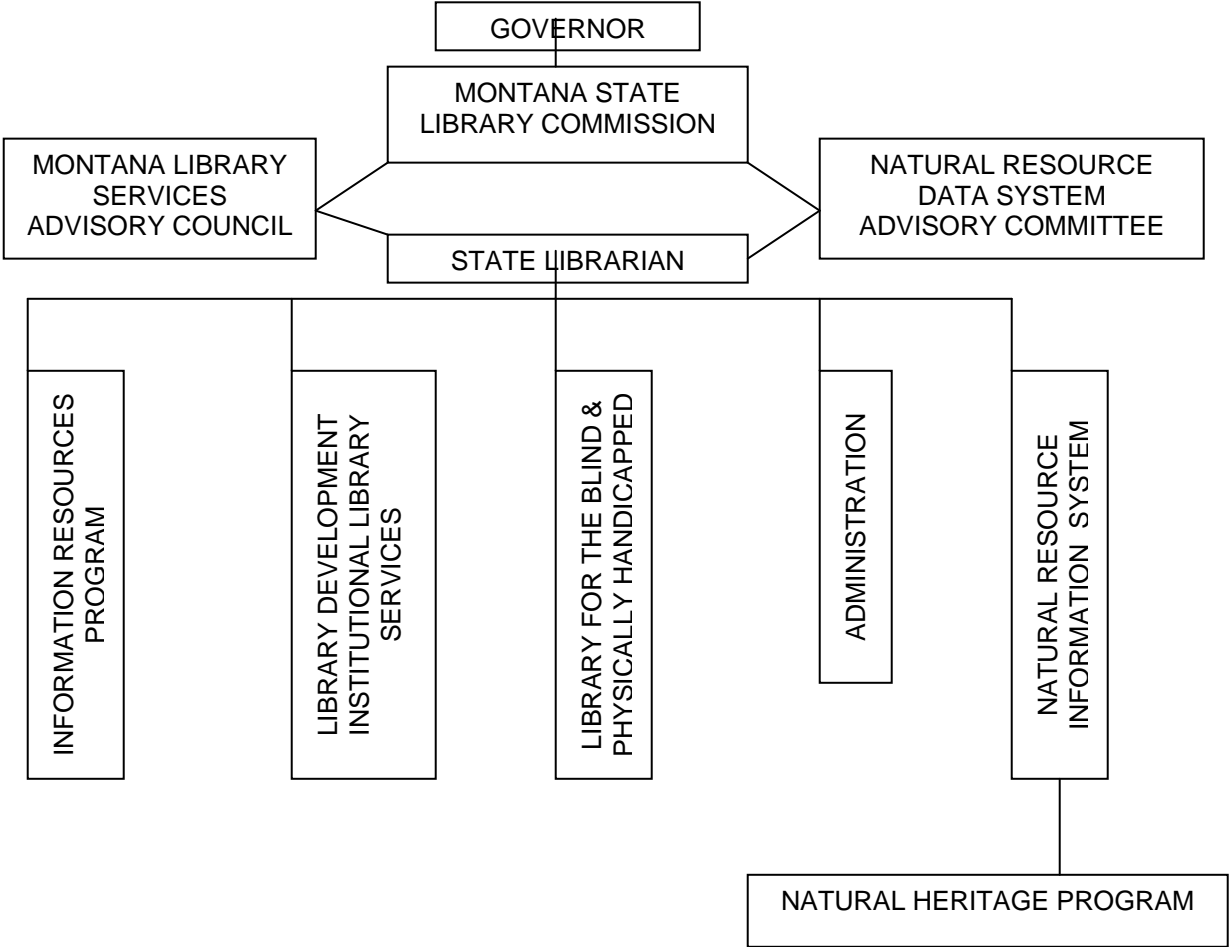 GOVERNOR
MONTANA STATE
LIBRARY COMMISSION
MONTANA LIBRARY
SERVICES
ADVISORY COUNCIL
NATURAL RESOURCE
DATA SYSTEM
ADVISORY COMMITTEE
STATE LIBRARIAN
INFORMATION RESOURCES
PROGRAM
LIBRARY DEVELOPMENT
INSTITUTIONAL LIBRARY
SERVICES
LIBRARY FOR THE BLIND &
PHYSICALLY HANDICAPPED
ADMINISTRATION
NATURAL RESOURCE
INFORMATION SYSTEM
NATURAL HERITAGE PROGRAM